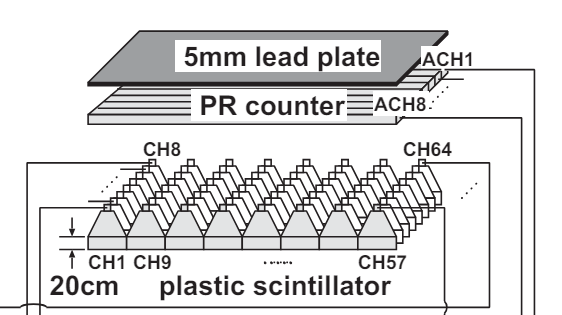 5mm lead plate
ACH1
PR counter
ACH8
CH8
CH64
CH1 CH9 ...... CH57
20cm
plastic scintillator